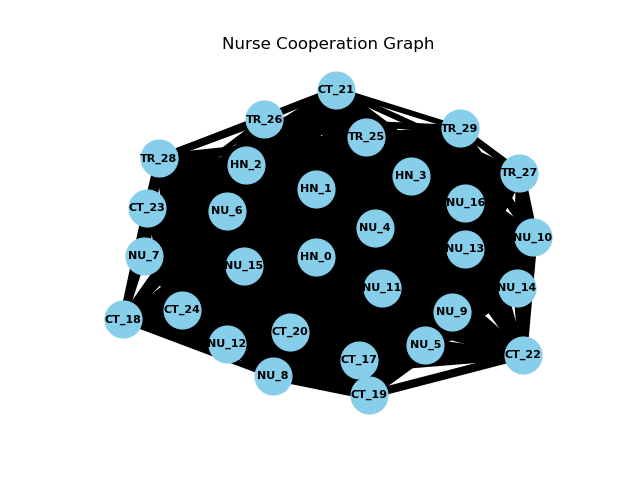 Nurse Cooperation Graph
CT_21
TR_26
TR_29
TR_25
TR_28
HN_2
TR_27
HN_3
HN_1
NU_16
CT_23
NU_6
NU_4
NU_10
NU_13
NU_7
HN_0
NU_15
NU_11
NU_14
CT_24
NU_9
CT_18
CT_20
NU_12
NU_5
CT_22
CT_17
NU_8
CT_19